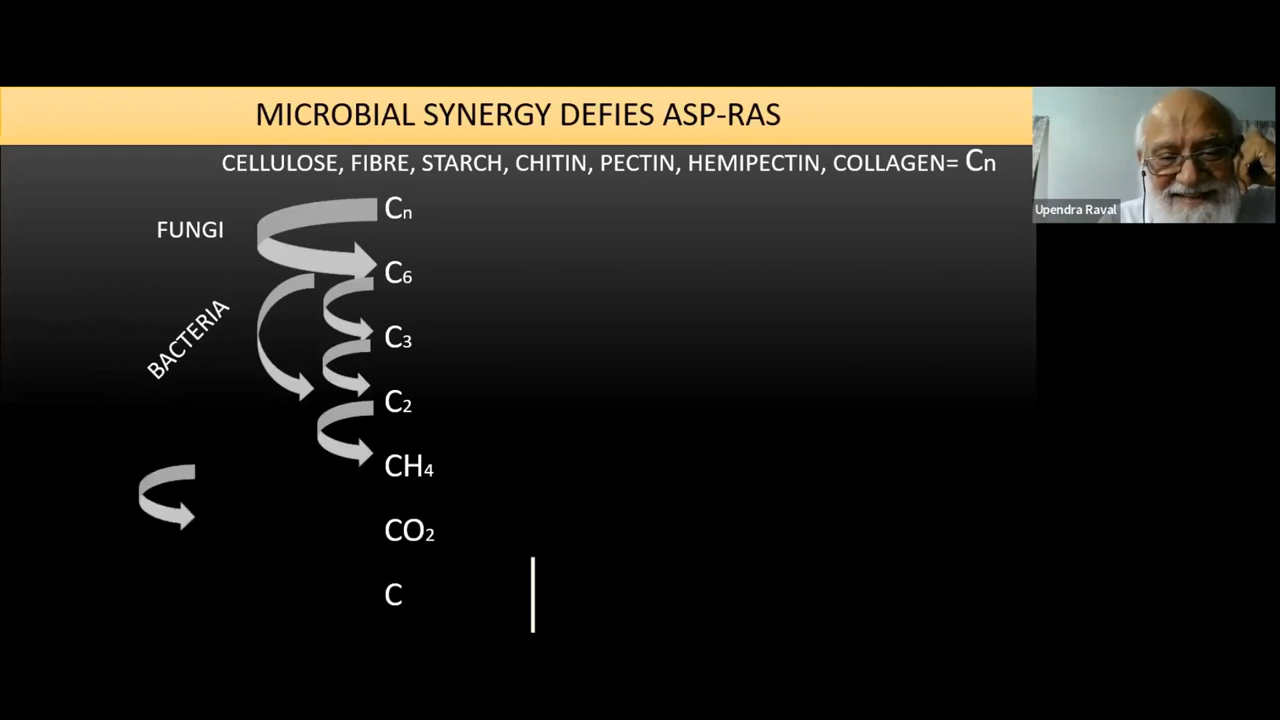 MICROBIAL SYNERGY DEFIES ASP-RAS
CELLULOSE, FIBRE, STARCH, CHITIN, PECTIN, HEMIPECTIN, COLLAGEN= Cn
Upendra Raval
Cn
FUNGI
C6
BACTERIA
C3
C2
CH4
CO2
C